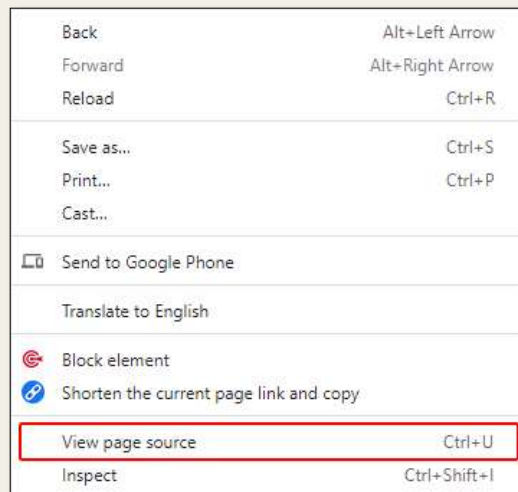 Back Alt+Left Arrow
Forward Alt+Right Arrow
Reload Ctrl+R
Save as... Ctrl+S
Print... Ctrl+P
Cast...
Send to Google Phone
Translate to English
Block element
Shorten the current page link and copy
View page source Ctrl+U
Inspect Ctrl+Shift+I